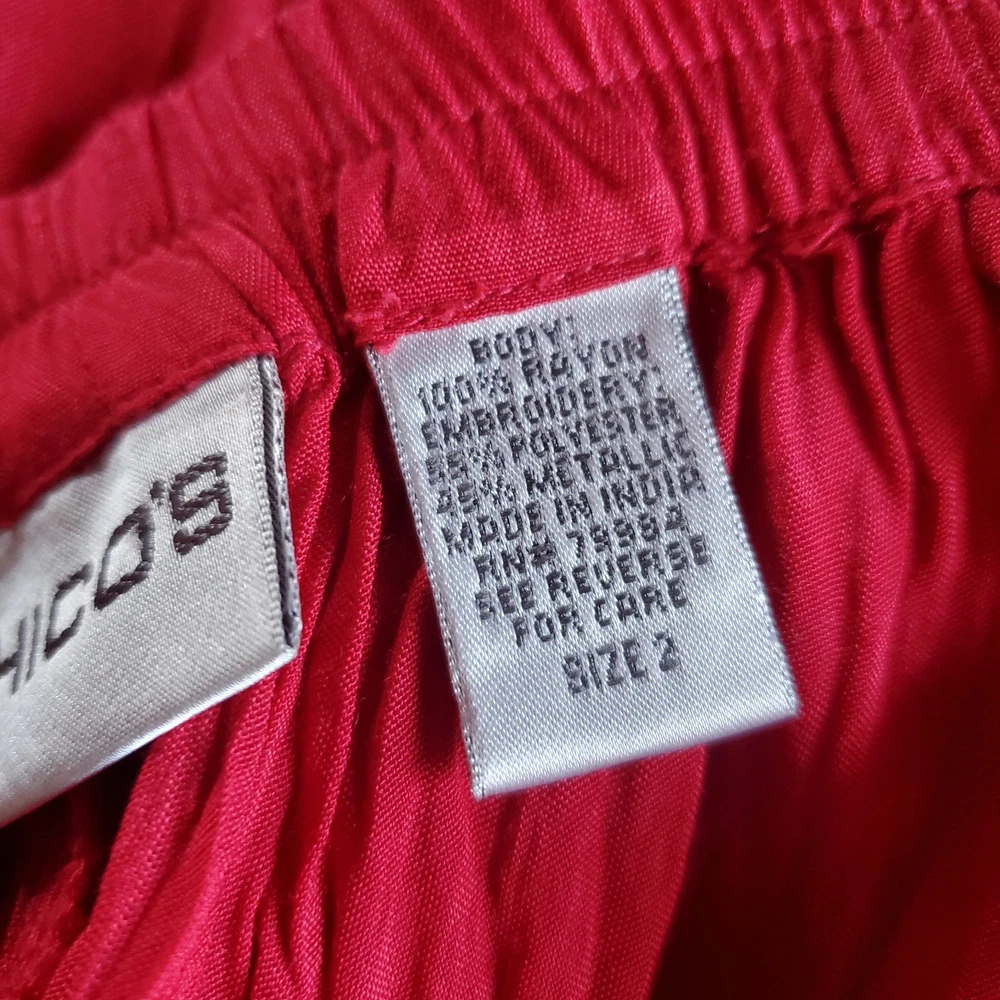 HICO'S
BODY:
100% RAYON
EMBROIDERY:
55% POLYESTER
45% METALLIC
MADE IN INDIA
RN# 79984
SEE REVERSE
FOR CARE
SIZE 2